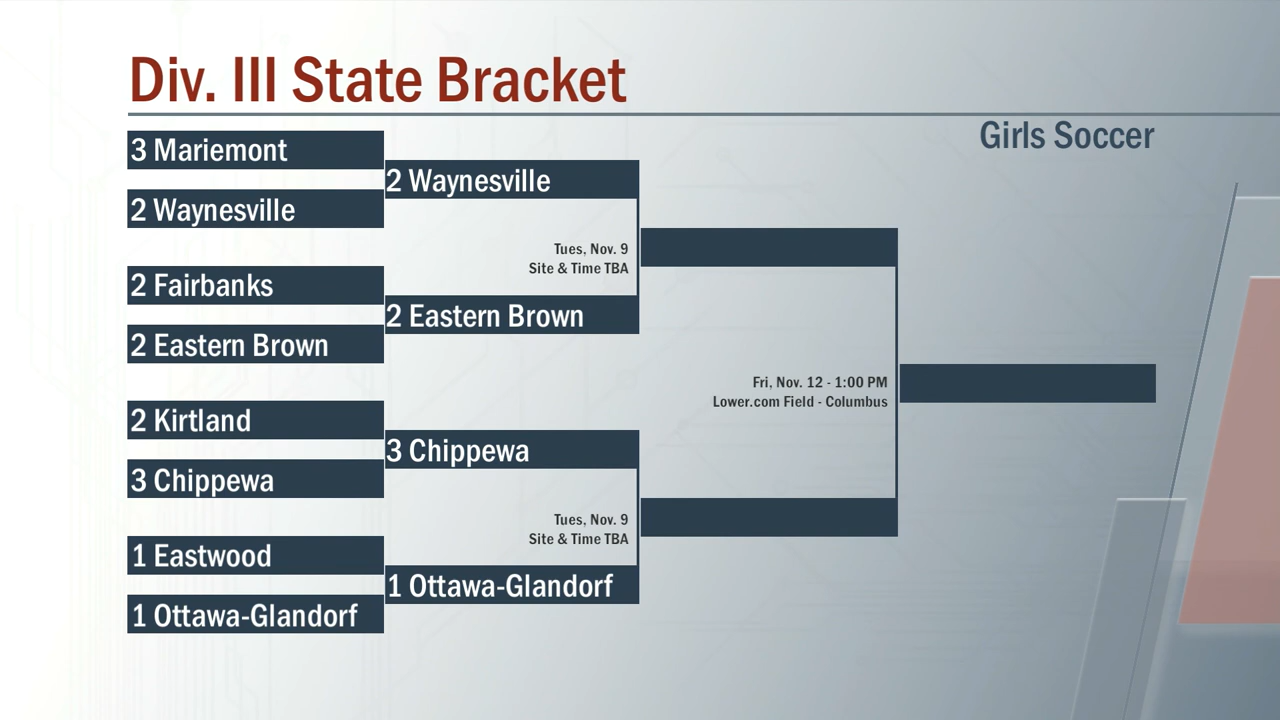 Div. III State Bracket
Girls Soccer
3 Mariemont
2 Waynesville
2 Fairbanks
2 Eastern Brown
2 Kirtland
3 Chippewa
1 Eastwood
1 Ottawa-Glandorf
2 Waynesville
Tues, Nov. 9
Site & Time TBA
2 Eastern Brown
3 Chippewa
Tues, Nov. 9
Site & Time TBA
1 Ottawa-Glandorf
Fri, Nov. 12 - 1:00 PM
Lower.com Field - Columbus